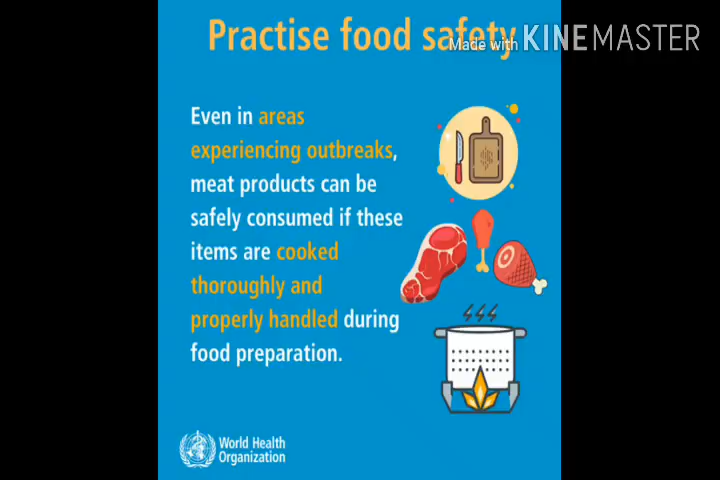 Practise food safety
Made with KINEMASTER
Even in areas
experiencing outbreaks,
meat products can be
safely consumed if these
items are cooked
thoroughly and
properly handled during
food preparation.
World Health
Organization